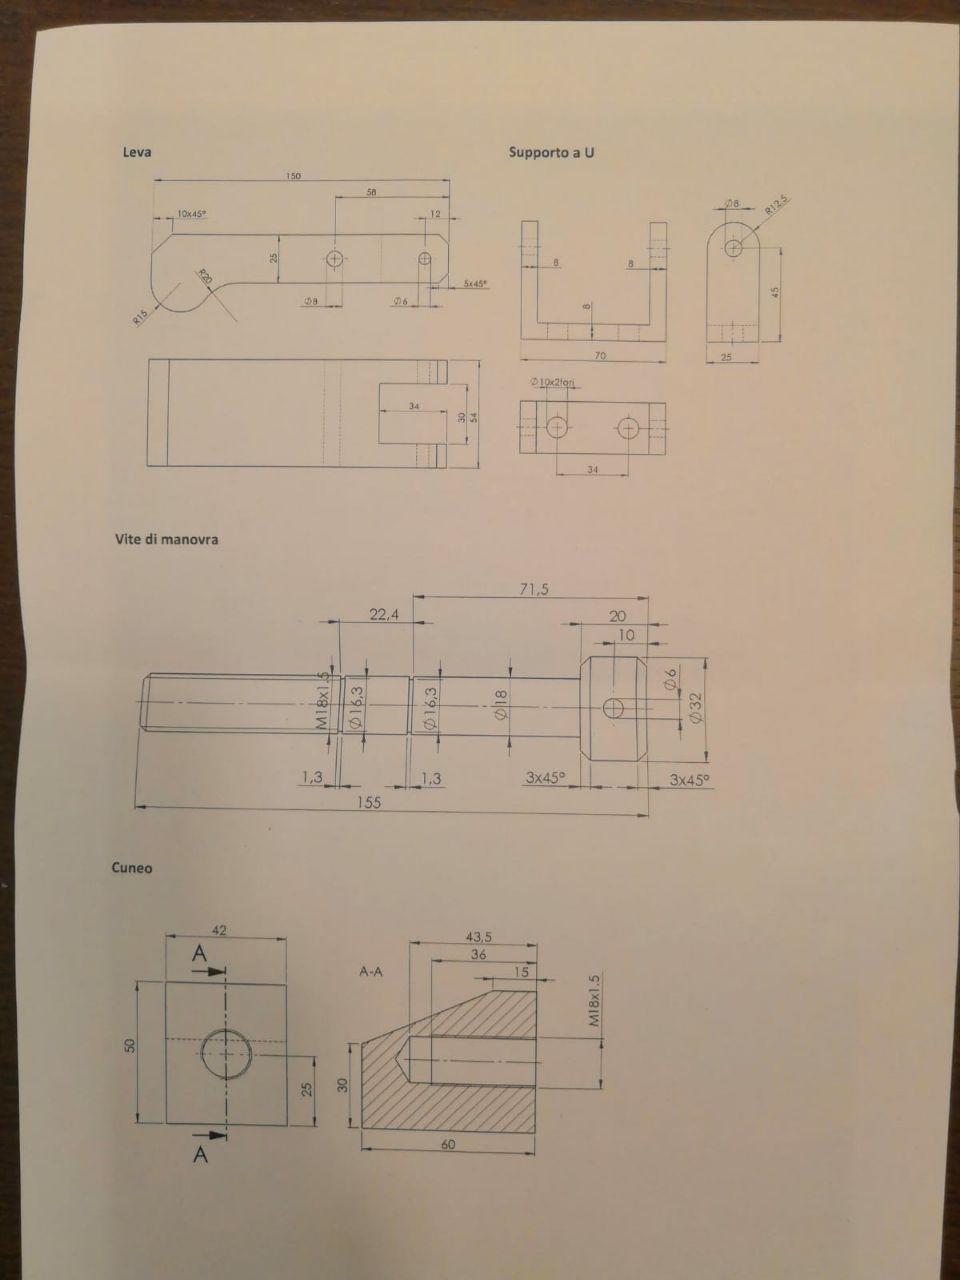 Leva
150
58
10x45°
12
25
R20
R15
Ø8
Ø6
5x45°
34
30
54
Supporto a U
8
8
8
70
Ø8
R12,5
45
25
Ø10x2fori
34
Vite di manovra
71,5
22,4
20
10
M18x1.5
Ø16,3
Ø16,3
Ø18
Ø6
Ø32
1,3
1,3
3x45°
3x45°
155
Cuneo
42
A
50
25
A
A-A
43,5
36
15
M18x1.5
30
60